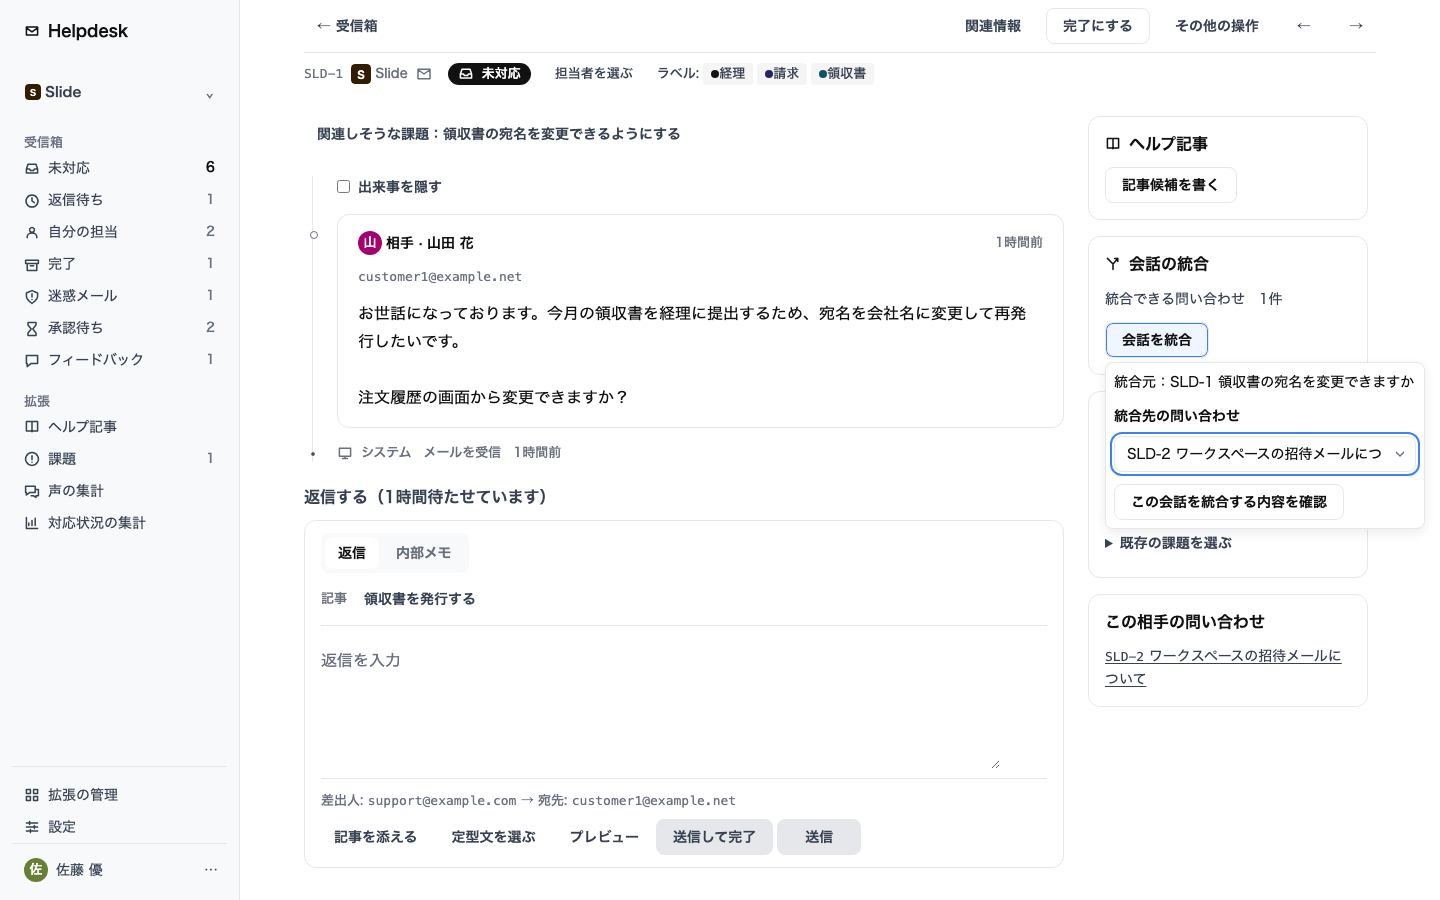 Helpdesk
S Slide
受信箱
未対応 6
返信待ち 1
自分の担当 2
完了 1
迷惑メール 1
承認待ち 2
フィードバック 1
拡張
ヘルプ記事
課題 1
声の集計
対応状況の集計
拡張の管理
設定
佐 佐藤 優 …
← 受信箱
関連情報 完了にする その他の操作 ← →
SLD-1 S Slide 未対応 担当者を選ぶ ラベル: 経理 請求 領収書
関連しそうな課題：領収書の宛名を変更できるようにする
出来事を隠す
山 相手 · 山田 花 1時間前
customer1@example.net
お世話になっております。今月の領収書を経理に提出するため、宛名を会社名に変更して再発
行したいです。
注文履歴の画面から変更できますか？
システム メールを受信 1時間前
返信する（1時間待たせています）
返信 内部メモ
記事 領収書を発行する
返信を入力
差出人: support@example.com → 宛先: customer1@example.net
記事を添える 定型文を選ぶ プレビュー 送信して完了 送信
ヘルプ記事
記事候補を書く
会話の統合
統合できる問い合わせ 1件
会話を統合
統合元：SLD-1 領収書の宛名を変更できますか
統合先の問い合わせ
SLD-2 ワークスペースの招待メールにつ
この会話を統合する内容を確認
▶ 既存の課題を選ぶ
この相手の問い合わせ
SLD-2 ワークスペースの招待メールに
ついて